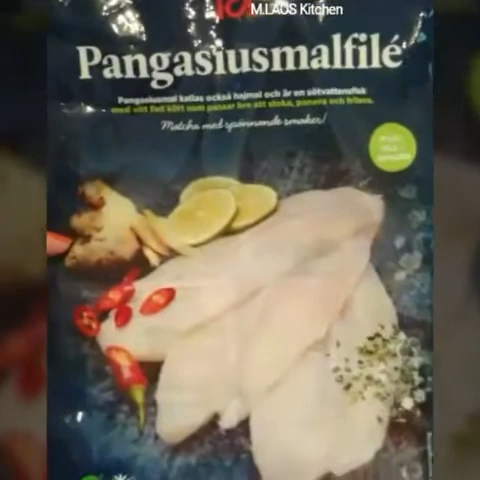 M.LAOS Kitchen
Pangasiusmalfilé
Pangasiusmal kallas också hajmal och är en sötvattensfisk
med vitt fast kött som passar bra att steka, panera och fritera.
Matcha med spännande smaker!